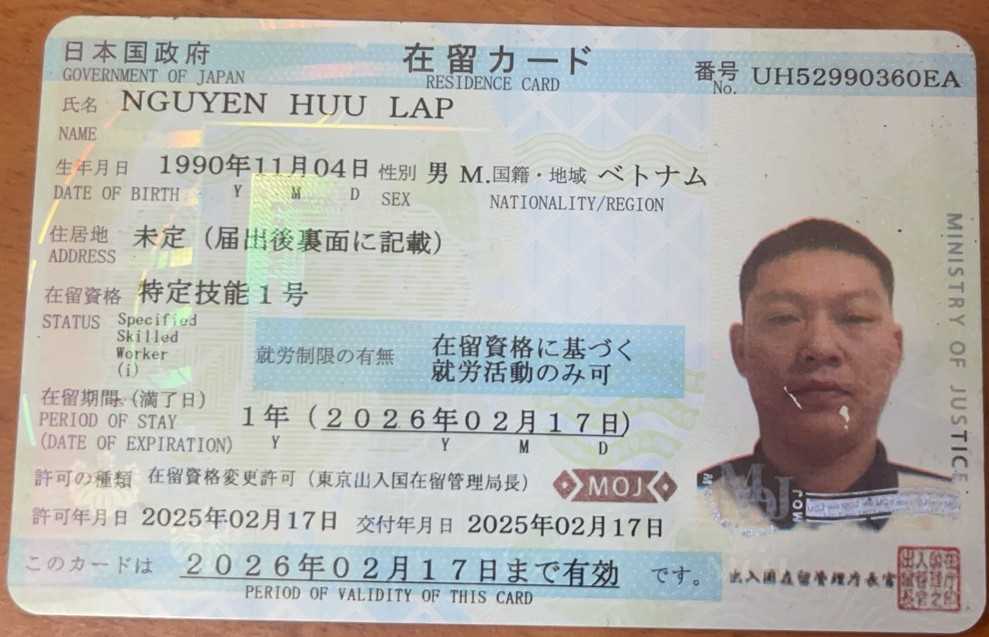 日本国政府
GOVERNMENT OF JAPAN
在留カード
RESIDENCE CARD
番号 UH52990360EA
No.
氏名 NGUYEN HUU LAP
NAME
生年月日 1990年11月04日 性別 男 M. 国籍・地域 ベトナム
DATE OF BIRTH Y M D SEX NATIONALITY/REGION
住居地 未定（届出後裏面に記載）
ADDRESS
在留資格 特定技能1号
STATUS Specified
Skilled
Worker
(i)
就労制限の有無 在留資格に基づく
就労活動のみ可
在留期間（満了日）
PERIOD OF STAY 1年（2026年02月17日）
(DATE OF EXPIRATION) Y Y M D
許可の種類 在留資格変更許可（東京出入国在留管理局長）
MOJ
許可年月日 2025年02月17日 交付年月日 2025年02月17日
このカードは 2026年02月17日まで有効 です。
PERIOD OF VALIDITY OF THIS CARD
MINISTRY OF JUSTICE
MOJ
出入国在留管理庁長官